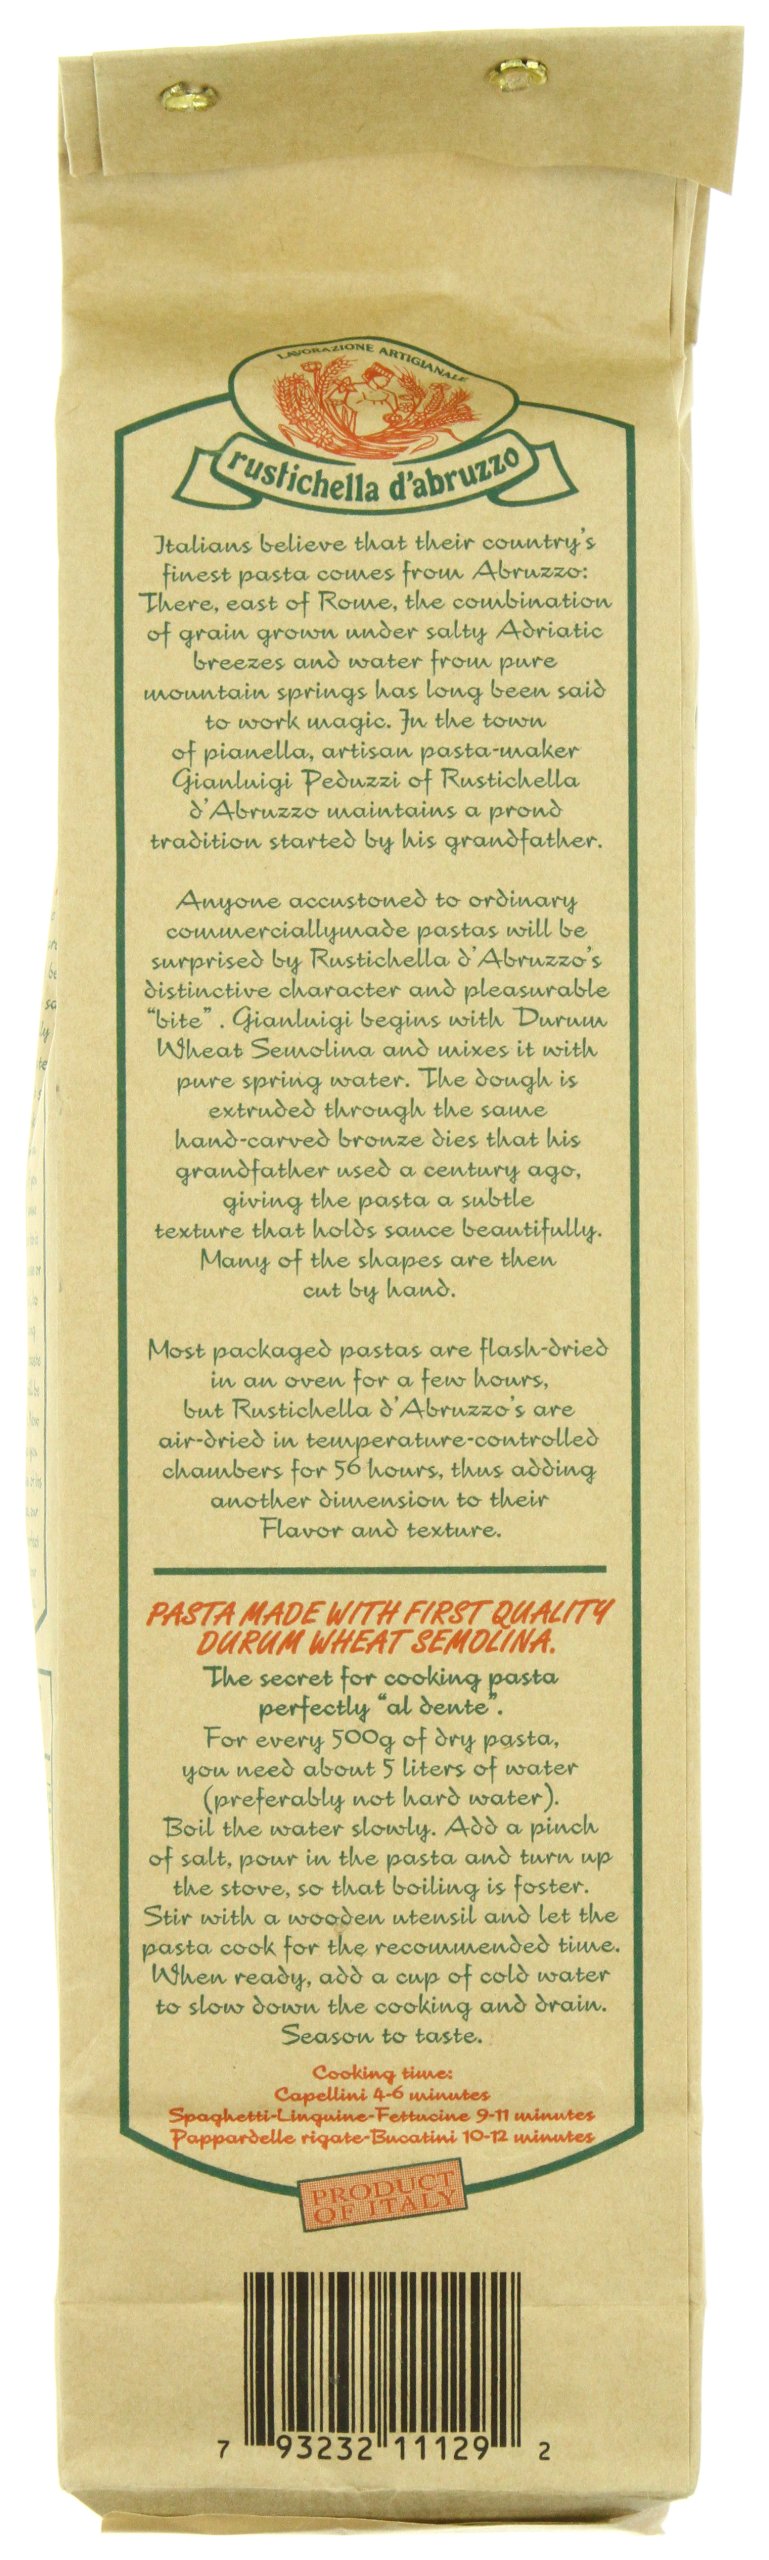 LAVORAZIONE ARTIGIANALE
rustichella d'abruzzo
Italians believe that their country's
finest pasta comes from Abruzzo:
There, east of Rome, the combination
of grain grown under salty Adriatic
breezes and water from pure
mountain springs has long been said
to work magic. In the town
of pianella, artisan pasta-maker
Gianluigi Peduzzi of Rustichella
d'Abruzzo maintains a proud
tradition started by his grandfather.
Anyone accustoned to ordinary
commerciallymade pastas will be
surprised by Rustichella d'Abruzzo's
distinctive character and pleasurable
"bite" . Gianluigi begins with Durum
Wheat Semolina and mixes it with
pure spring water. The dough is
extruded through the same
hand-carved bronze dies that his
grandfather used a century ago,
giving the pasta a subtle
texture that holds sauce beautifully.
Many of the shapes are then
cut by hand.
Most packaged pastas are flash-dried
in an oven for a few hours,
but Rustichella d'Abruzzo's are
air-dried in temperature-controlled
chambers for 56 hours, thus adding
another dimension to their
Flavor and texture.
PASTA MADE WITH FIRST QUALITY
DURUM WHEAT SEMOLINA.
The secret for cooking pasta
perfectly "al dente".
For every 500g of dry pasta,
you need about 5 liters of water
(preferably not hard water).
Boil the water slowly. Add a pinch
of salt, pour in the pasta and turn up
the stove, so that boiling is foster.
Stir with a wooden utensil and let the
pasta cook for the recommended time.
When ready, add a cup of cold water
to slow down the cooking and drain.
Season to taste.
Cooking time:
Capellini 4-6 minutes
Spaghetti-Linguine-Fettucine 9-11 minutes
Pappardelle rigate-Bucatini 10-12 minutes
PRODUCT
OF ITALY
7 93232 11129 2